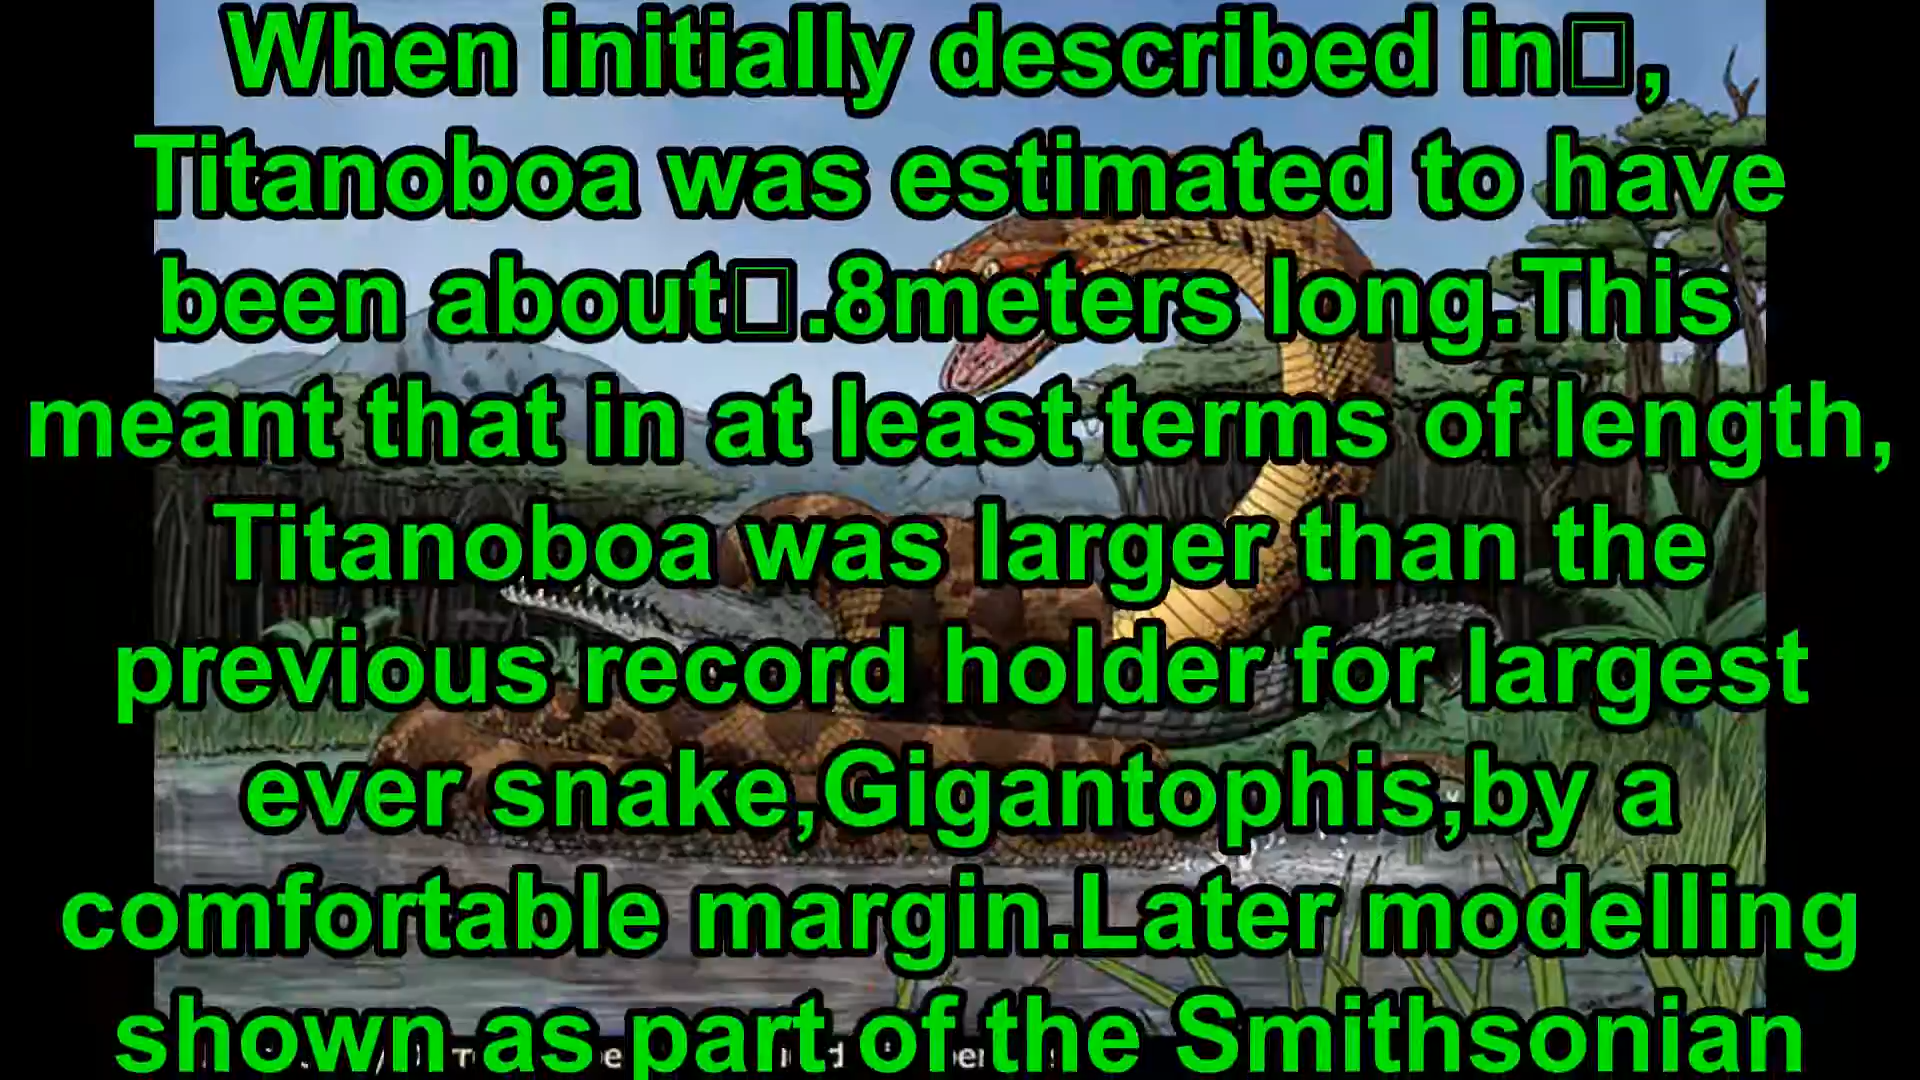 When initially described in□,
Titanoboa was estimated to have
been about□.8meters long.This
meant that in at least terms of length,
Titanoboa was larger than the
previous record holder for largest
ever snake,Gigantophis,by a
comfortable margin.Later modelling
shown as part of the Smithsonian